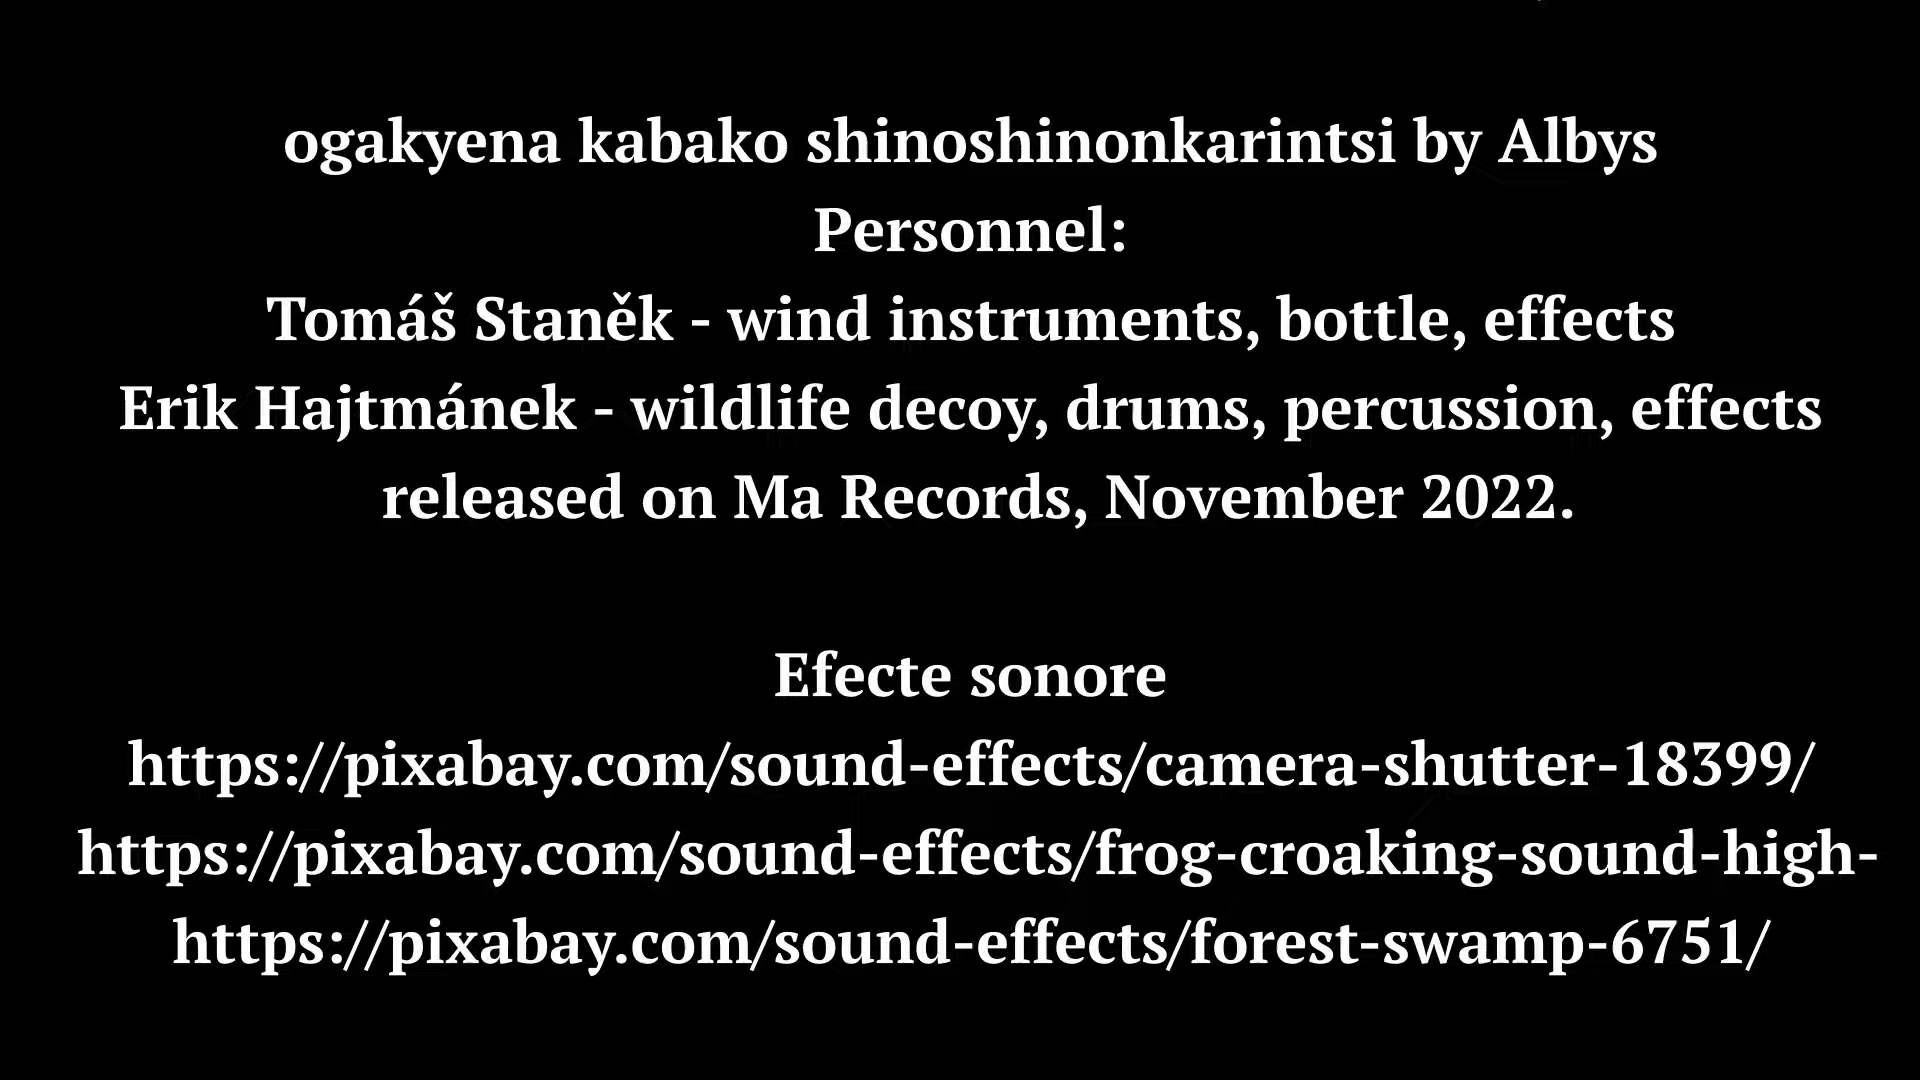 ogakyena kabako shinoshinonkarintsi by Albys
Personnel:
Tomáš Staněk - wind instruments, bottle, effects
Erik Hajtmánek - wildlife decoy, drums, percussion, effects
released on Ma Records, November 2022.
Efecte sonore
https://pixabay.com/sound-effects/camera-shutter-18399/
https://pixabay.com/sound-effects/frog-croaking-sound-high-
https://pixabay.com/sound-effects/forest-swamp-6751/